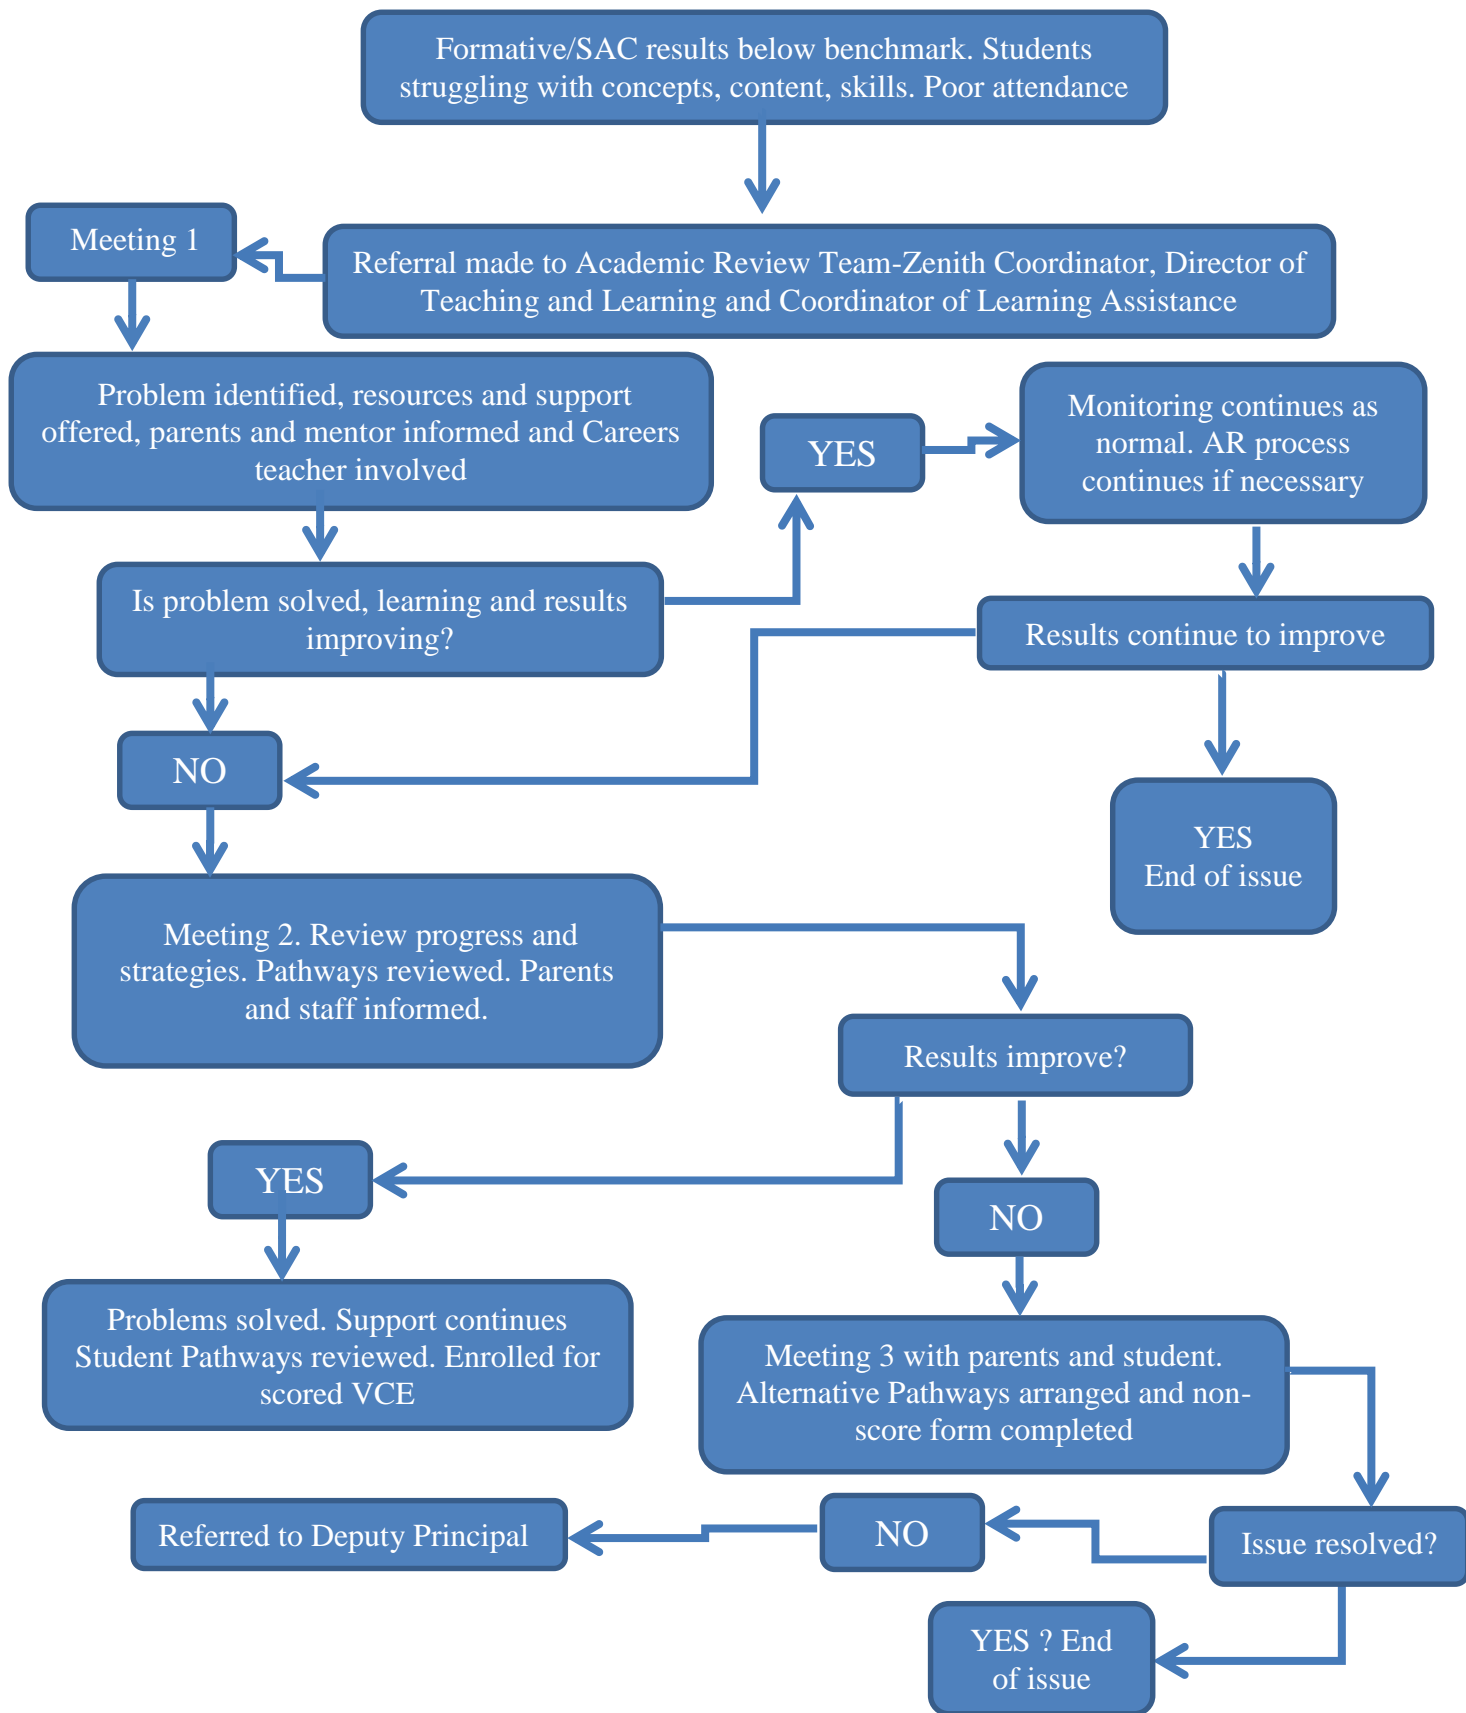 Formative/SAC results below benchmark. Students
struggling with concepts, content, skills. Poor attendance
Meeting 1
Referral made to Academic Review Team-Zenith Coordinator, Director of
Teaching and Learning and Coordinator of Learning Assistance
Problem identified, resources and support
offered, parents and mentor informed and Careers
teacher involved
YES
Monitoring continues as
normal. AR process
continues if necessary
Is problem solved, learning and results
improving?
Results continue to improve
NO
YES
End of issue
Meeting 2. Review progress and
strategies. Pathways reviewed. Parents
and staff informed.
Results improve?
YES
NO
Problems solved. Support continues
Student Pathways reviewed. Enrolled for
scored VCE
Meeting 3 with parents and student.
Alternative Pathways arranged and non-
score form completed
Referred to Deputy Principal
NO
Issue resolved?
YES ? End
of issue